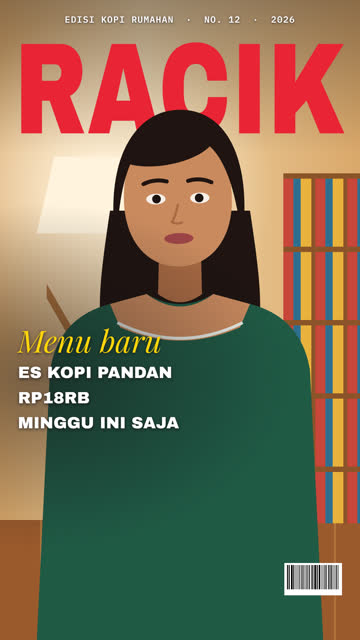 EDISI KOPI RUMAHAN · NO. 12 · 2026
RACIK
Menu baru
ES KOPI PANDAN
RP18RB
MINGGU INI SAJA